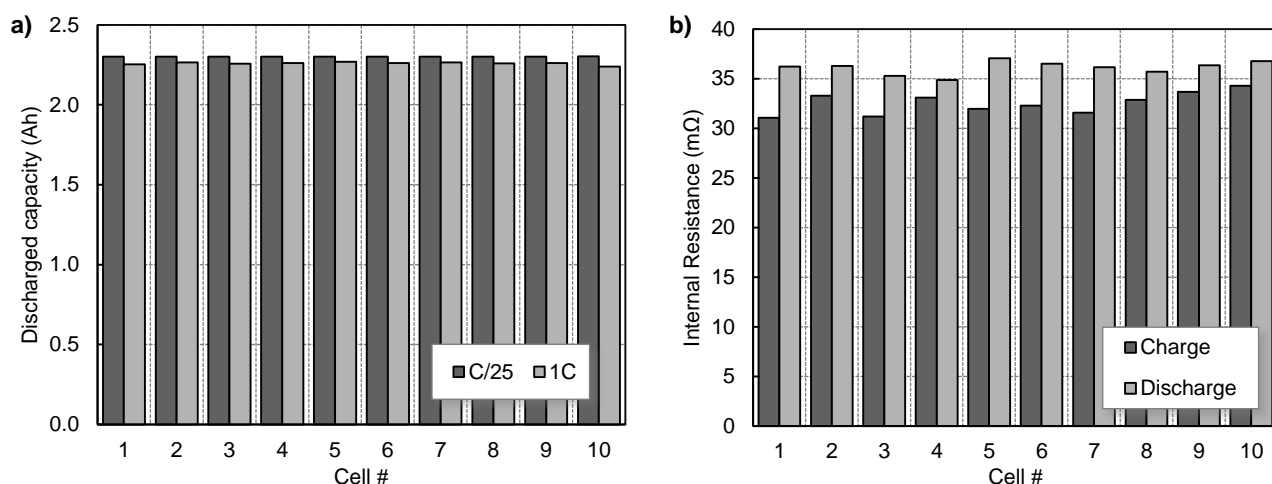 a)
Discharged capacity (Ah)
2.5
2.0
1.5
1.0
0.5
0.0
C/25 1C
1 2 3 4 5 6 7 8 9 10
Cell #
b)
Internal Resistance (mΩ)
40
35
30
25
20
15
10
5
0
Charge
Discharge
1 2 3 4 5 6 7 8 9 10
Cell #